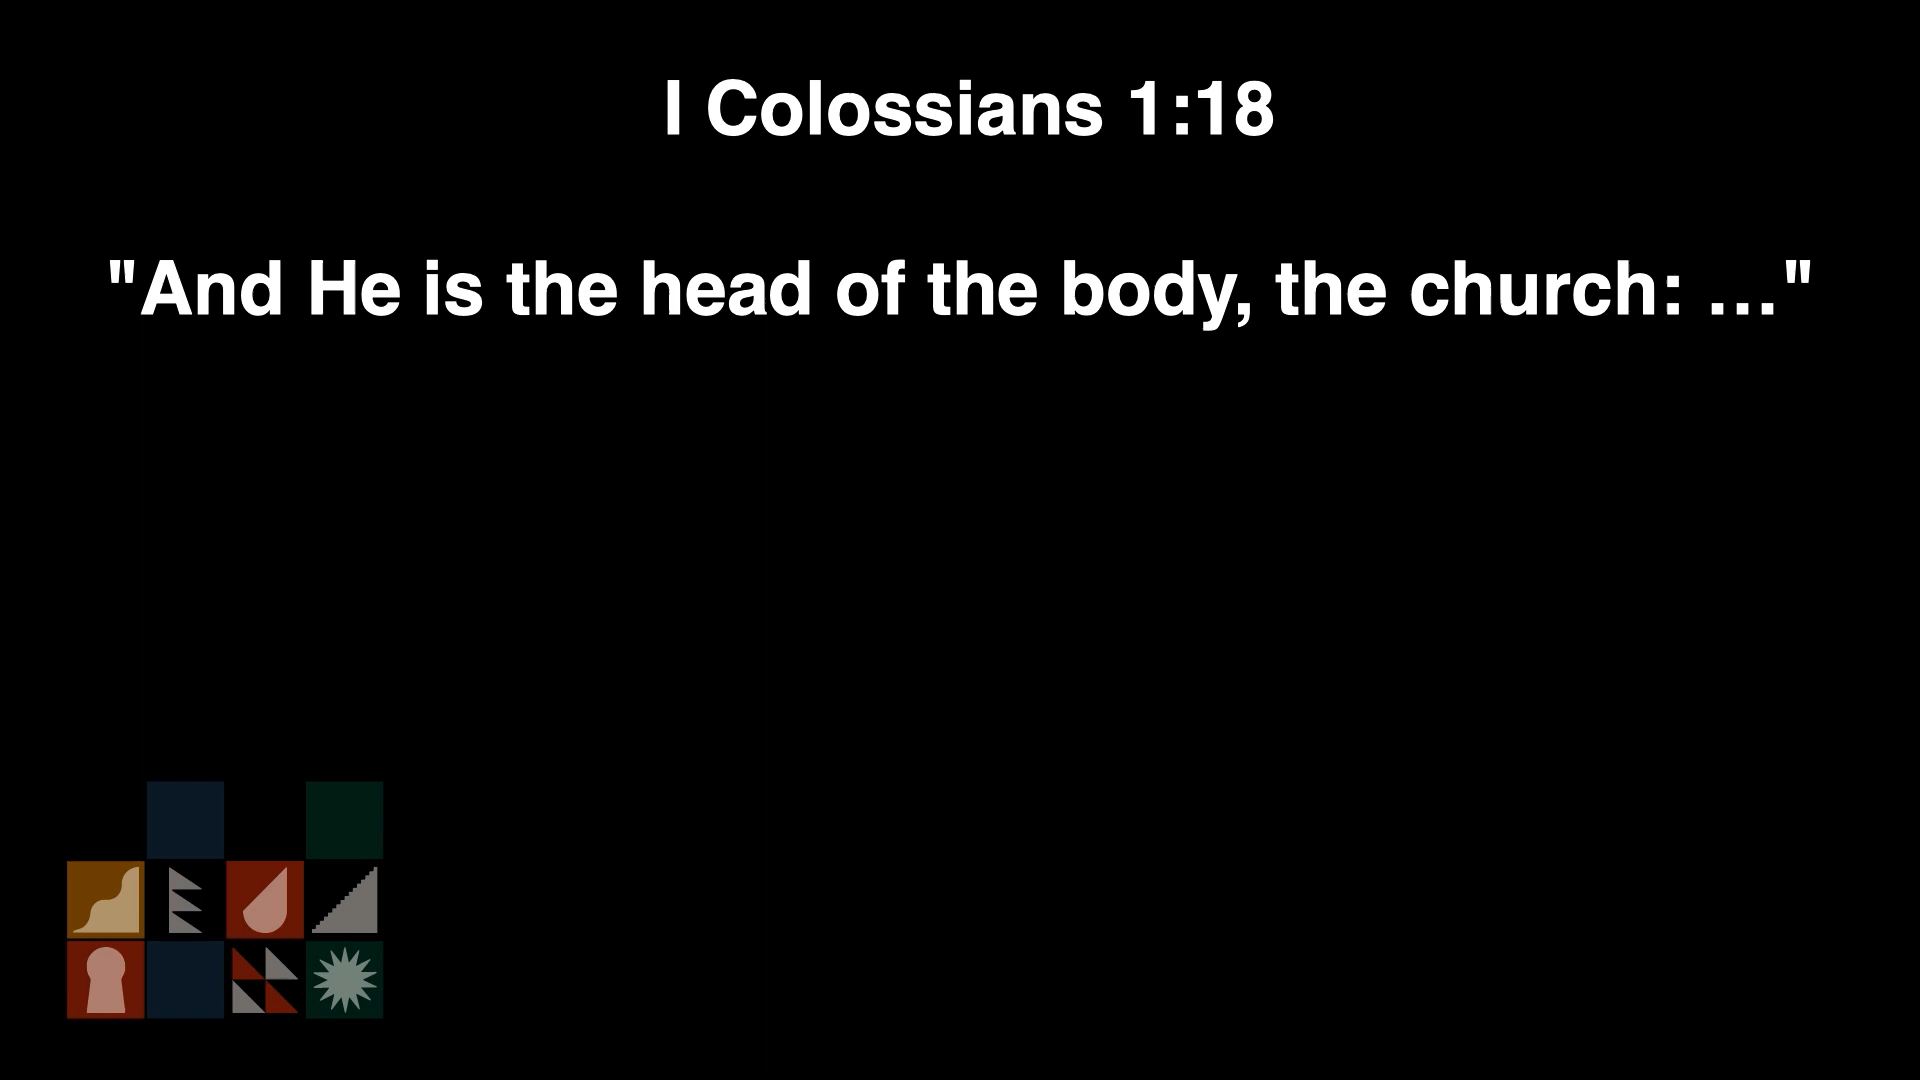 I Colossians 1:18
"And He is the head of the body, the church: …"